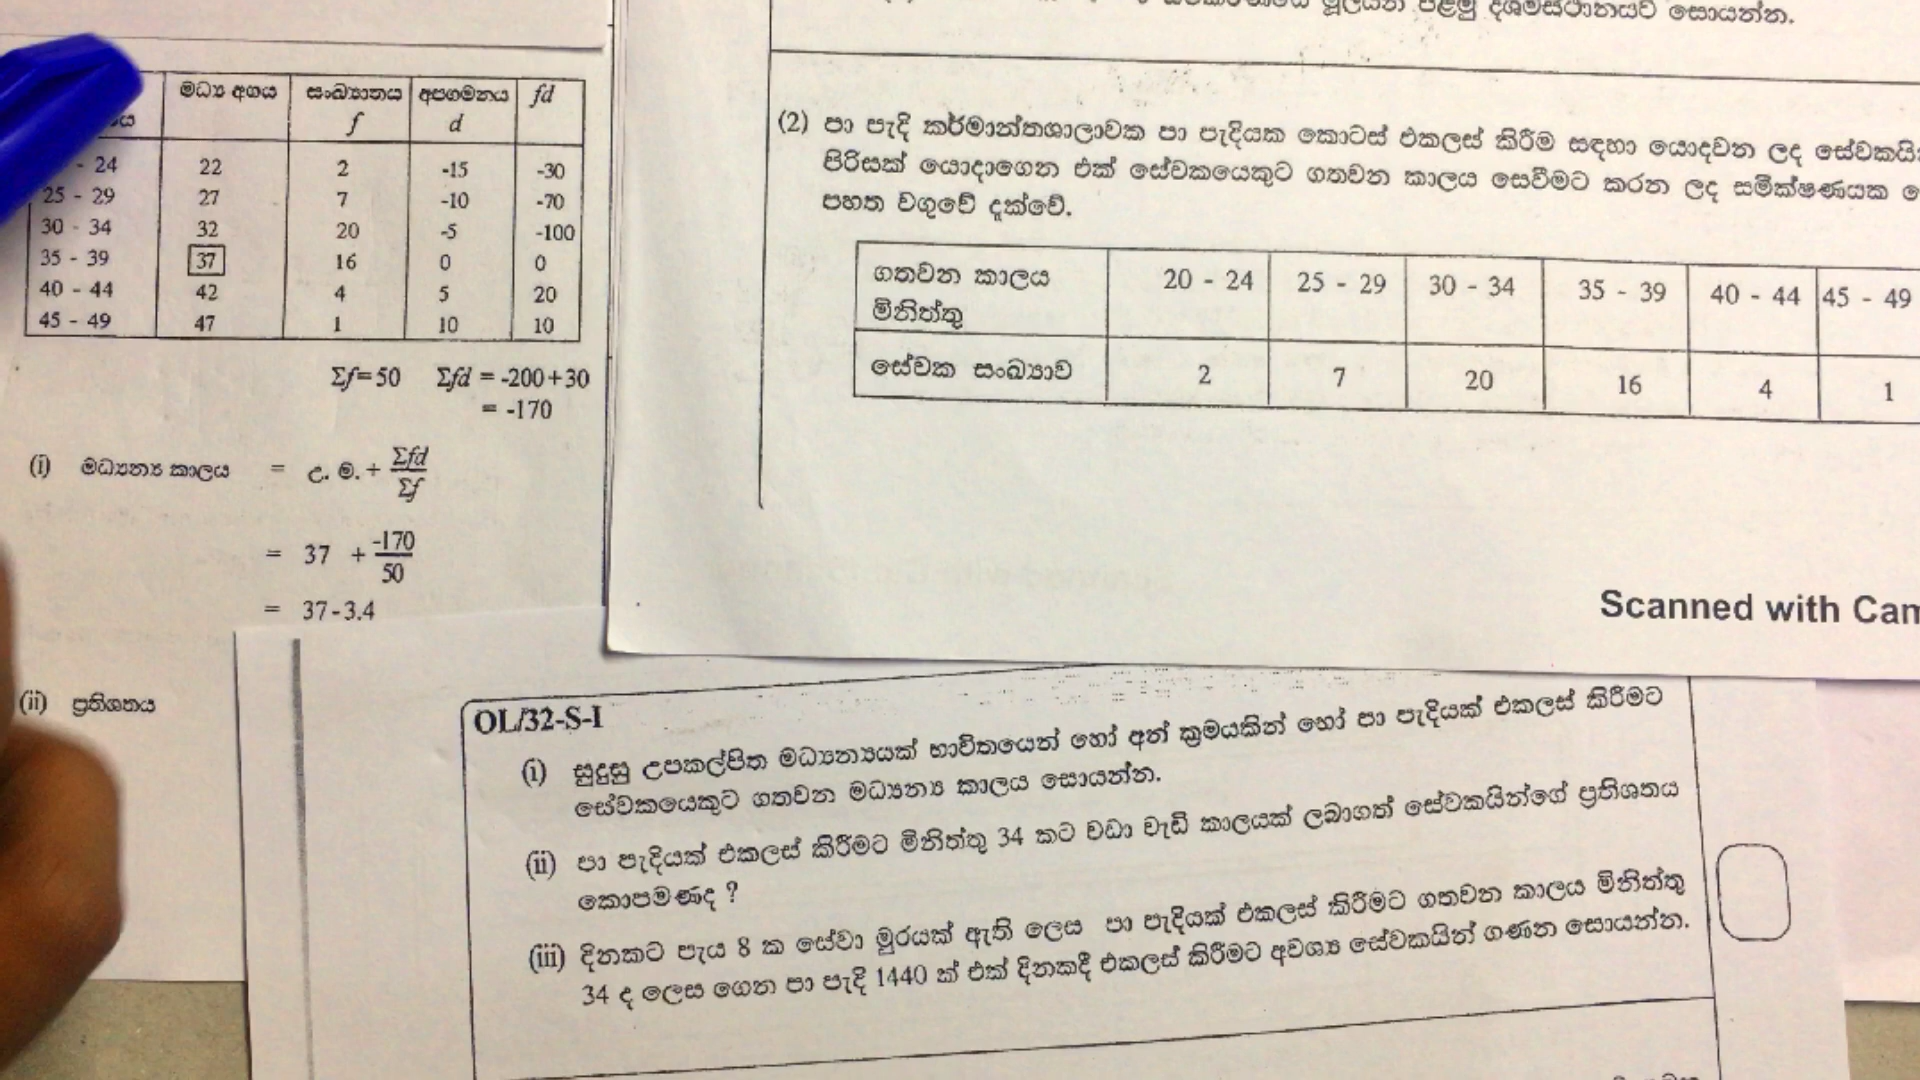 මධ්‍ය අගය සංඛ්‍යාතය අපගමනය fd
f d
- 24 22 2 -15 -30
25 - 29 27 7 -10 -70
30 - 34 32 20 -5 -100
35 - 39 37 16 0 0
40 - 44 42 4 5 20
45 - 49 47 1 10 10
Σf=50 Σfd = -200+30
= -170
(i) මධ්‍යන්‍ය කාලය = උ. ම. + Σfd/Σf
= 37 + -170/50
= 37-3.4
(ii) ප්‍රතිශතය
දශමස්ථානයට සොයන්න.
(2) පා පැදි කර්මාන්තශාලාවක පා පැදියක කොටස් එකලස් කිරීම සඳහා යොදවන ලද
පිරිසක් යොදාගෙන එක් සේවකයෙකුට ගතවන කාලය සෙවීමට කරන ලද සමීක්ෂණයක
පහත වගුවේ දැක්වේ.
ගතවන කාලය 20 - 24 25 - 29 30 - 34 35 - 39 40 - 44 45 - 49
මිනිත්තු
සේවක සංඛ්‍යාව 2 7 20 16 4 1
Scanned with Cam
OL/32-S-I
(i) සුදුසු උපකල්පිත මධ්‍යන්‍යයක් භාවිතයෙන් හෝ අන් ක්‍රමයකින් හෝ පා පැදියක් එකලස් කිරීමට
සේවකයෙකුට ගතවන මධ්‍යන්‍ය කාලය සොයන්න.
(ii) පා පැදියක් එකලස් කිරීමට මිනිත්තු 34 කට වඩා වැඩි කාලයක් ලබාගත් සේවකයින්ගේ ප්‍රතිශතය
කොපමණද ?
(iii) දිනකට පැය 8 ක සේවා මුරයක් ඇති ලෙස පා පැදියක් එකලස් කිරීමට ගතවන කාලය මිනිත්තු
34 ද ලෙස ගෙන පා පැදි 1440 ක් එක් දිනකදී එකලස් කිරීමට අවශ්‍ය සේවකයින් ගණන සොයන්න.